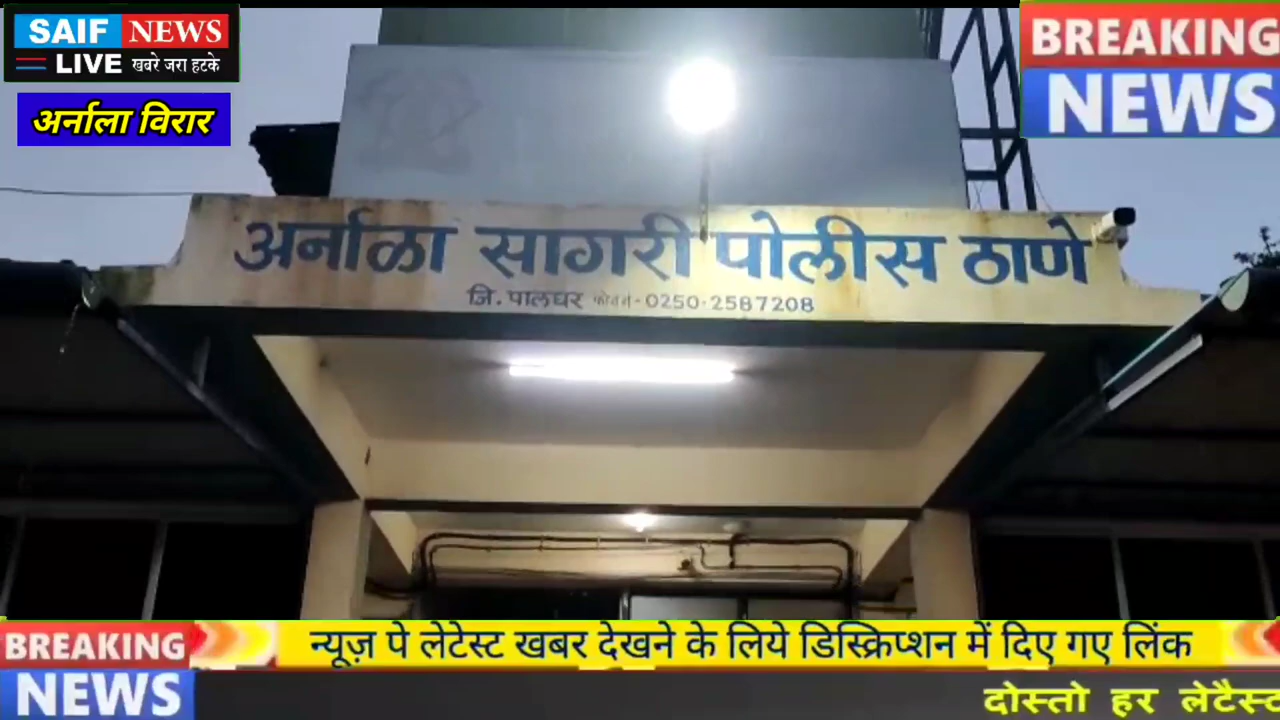 SAIF NEWS
LIVE खबरे जरा हटके
अर्नाला विरार
BREAKING
NEWS
अर्नाळा सागरी पोलीस ठाणे
जि. पालघर फोन नं - 0250-2587208
BREAKING
NEWS
न्यूज़ पे लेटेस्ट खबर देखने के लिये डिस्क्रिप्शन में दिए गए लिंक
दोस्तो हर लेटैस्ट